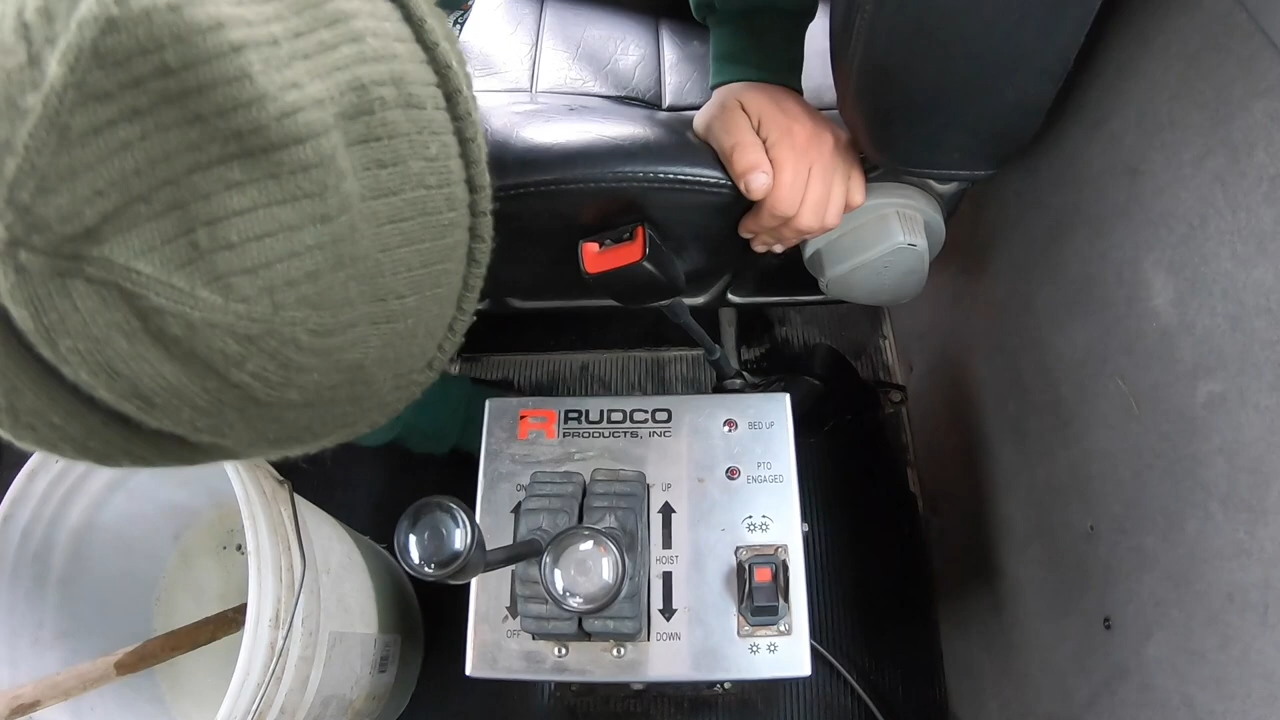 RUDCO
PRODUCTS, INC
BED UP
PTO
ENGAGED
ON
UP
HOIST
OFF
DOWN